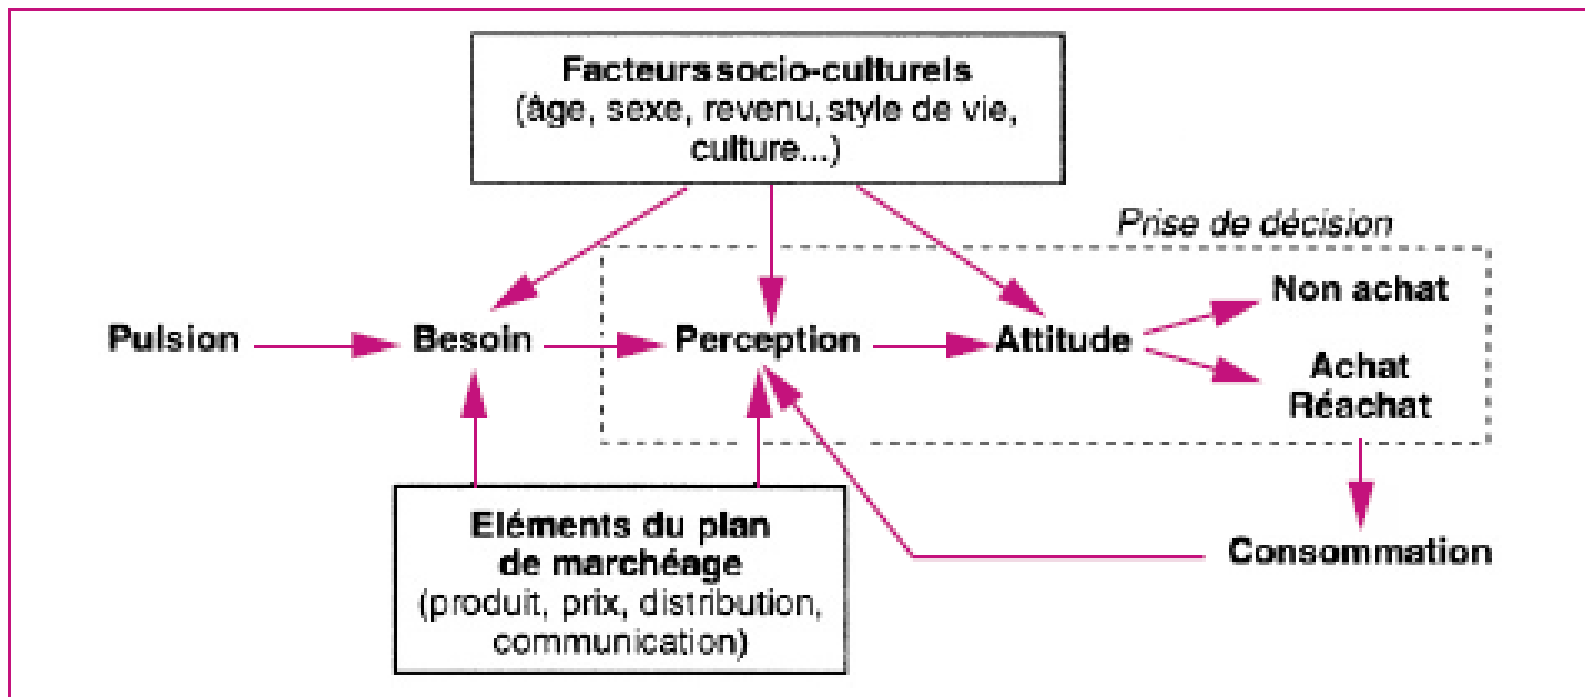 Facteurs socio-culturels
(âge, sexe, revenu, style de vie,
culture...)
Prise de décision
Non achat
Pulsion
Besoin
Perception
Attitude
Achat
Réachat
Eléments du plan
de marchéage
(produit, prix, distribution,
communication)
Consommation